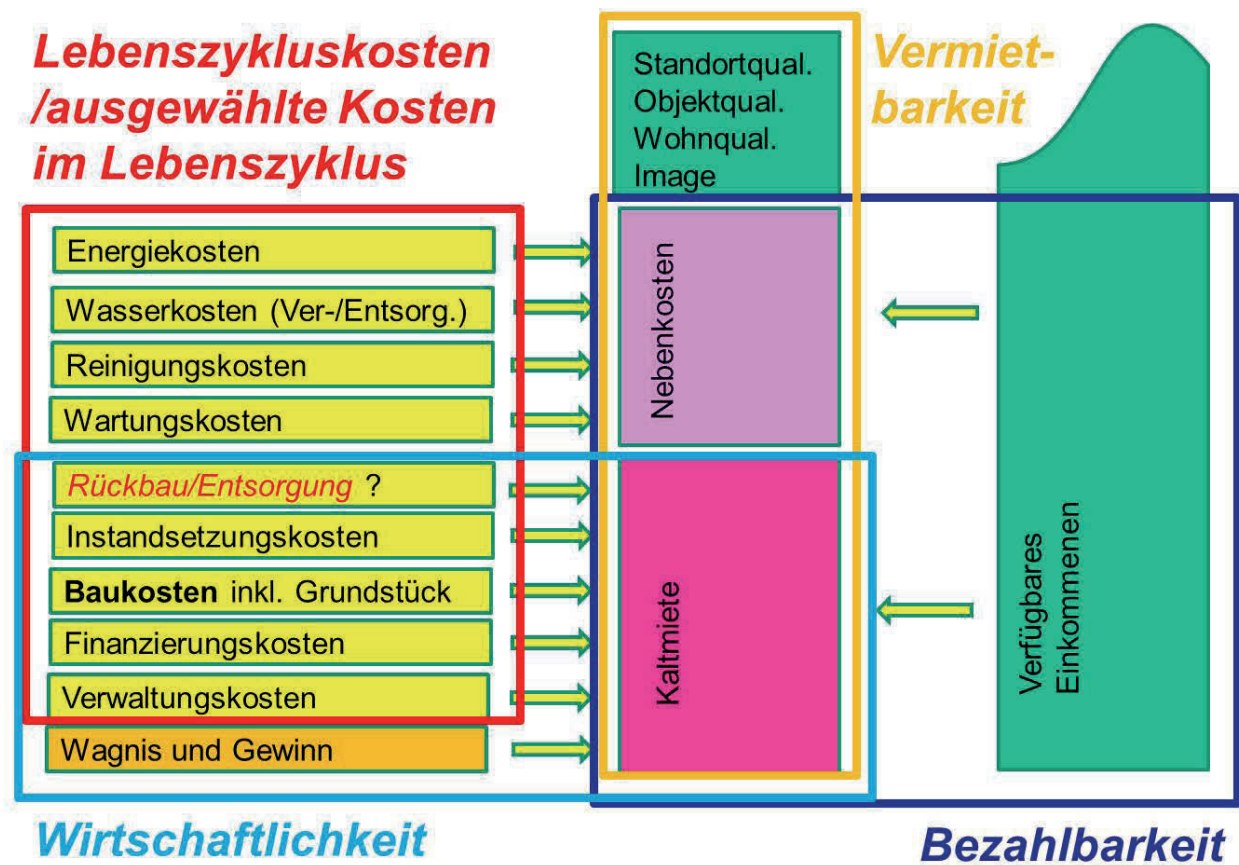 Lebenszykluskosten
/ausgewählte Kosten
im Lebenszyklus
Energiekosten
Wasserkosten (Ver-/Entsorg.)
Reinigungskosten
Wartungskosten
Rückbau/Entsorgung ?
Instandsetzungskosten
Baukosten inkl. Grundstück
Finanzierungskosten
Verwaltungskosten
Wagnis und Gewinn
Wirtschaftlichkeit
Standortqual.
Objektqual.
Wohnqual.
Image
Nebenkosten
Kaltmiete
Vermiet-
barkeit
Verfügbares
Einkommenen
Bezahlbarkeit